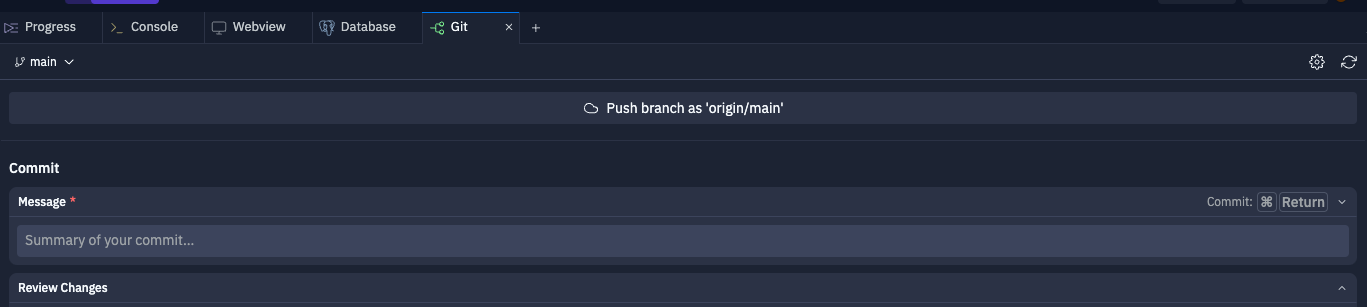 Progress
Console
Webview
Database
Git
main
Push branch as 'origin/main'
Commit
Message *
Commit: ⌘ Return
Summary of your commit...
Review Changes